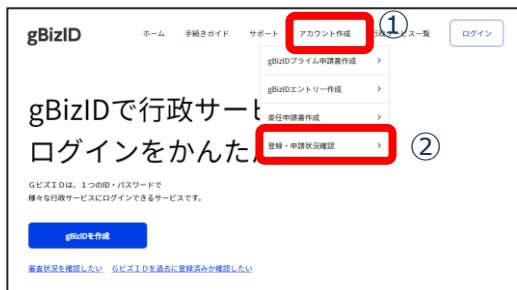 gBizID
ホーム 手続きガイド サポート アカウント作成 行政サービス一覧 ログイン
①
gBizIDプライム申請書作成 >
gBizIDエントリー作成 >
委任申請書作成 >
登録・申請状況確認 >
②
gBizIDで行政サービ
ログインをかんたん
GビズIDは、1つのID・パスワードで
様々な行政サービスにログインできるサービスです。
gBizIDを作成
審査状況を確認したい GビズIDを過去に登録済みか確認したい